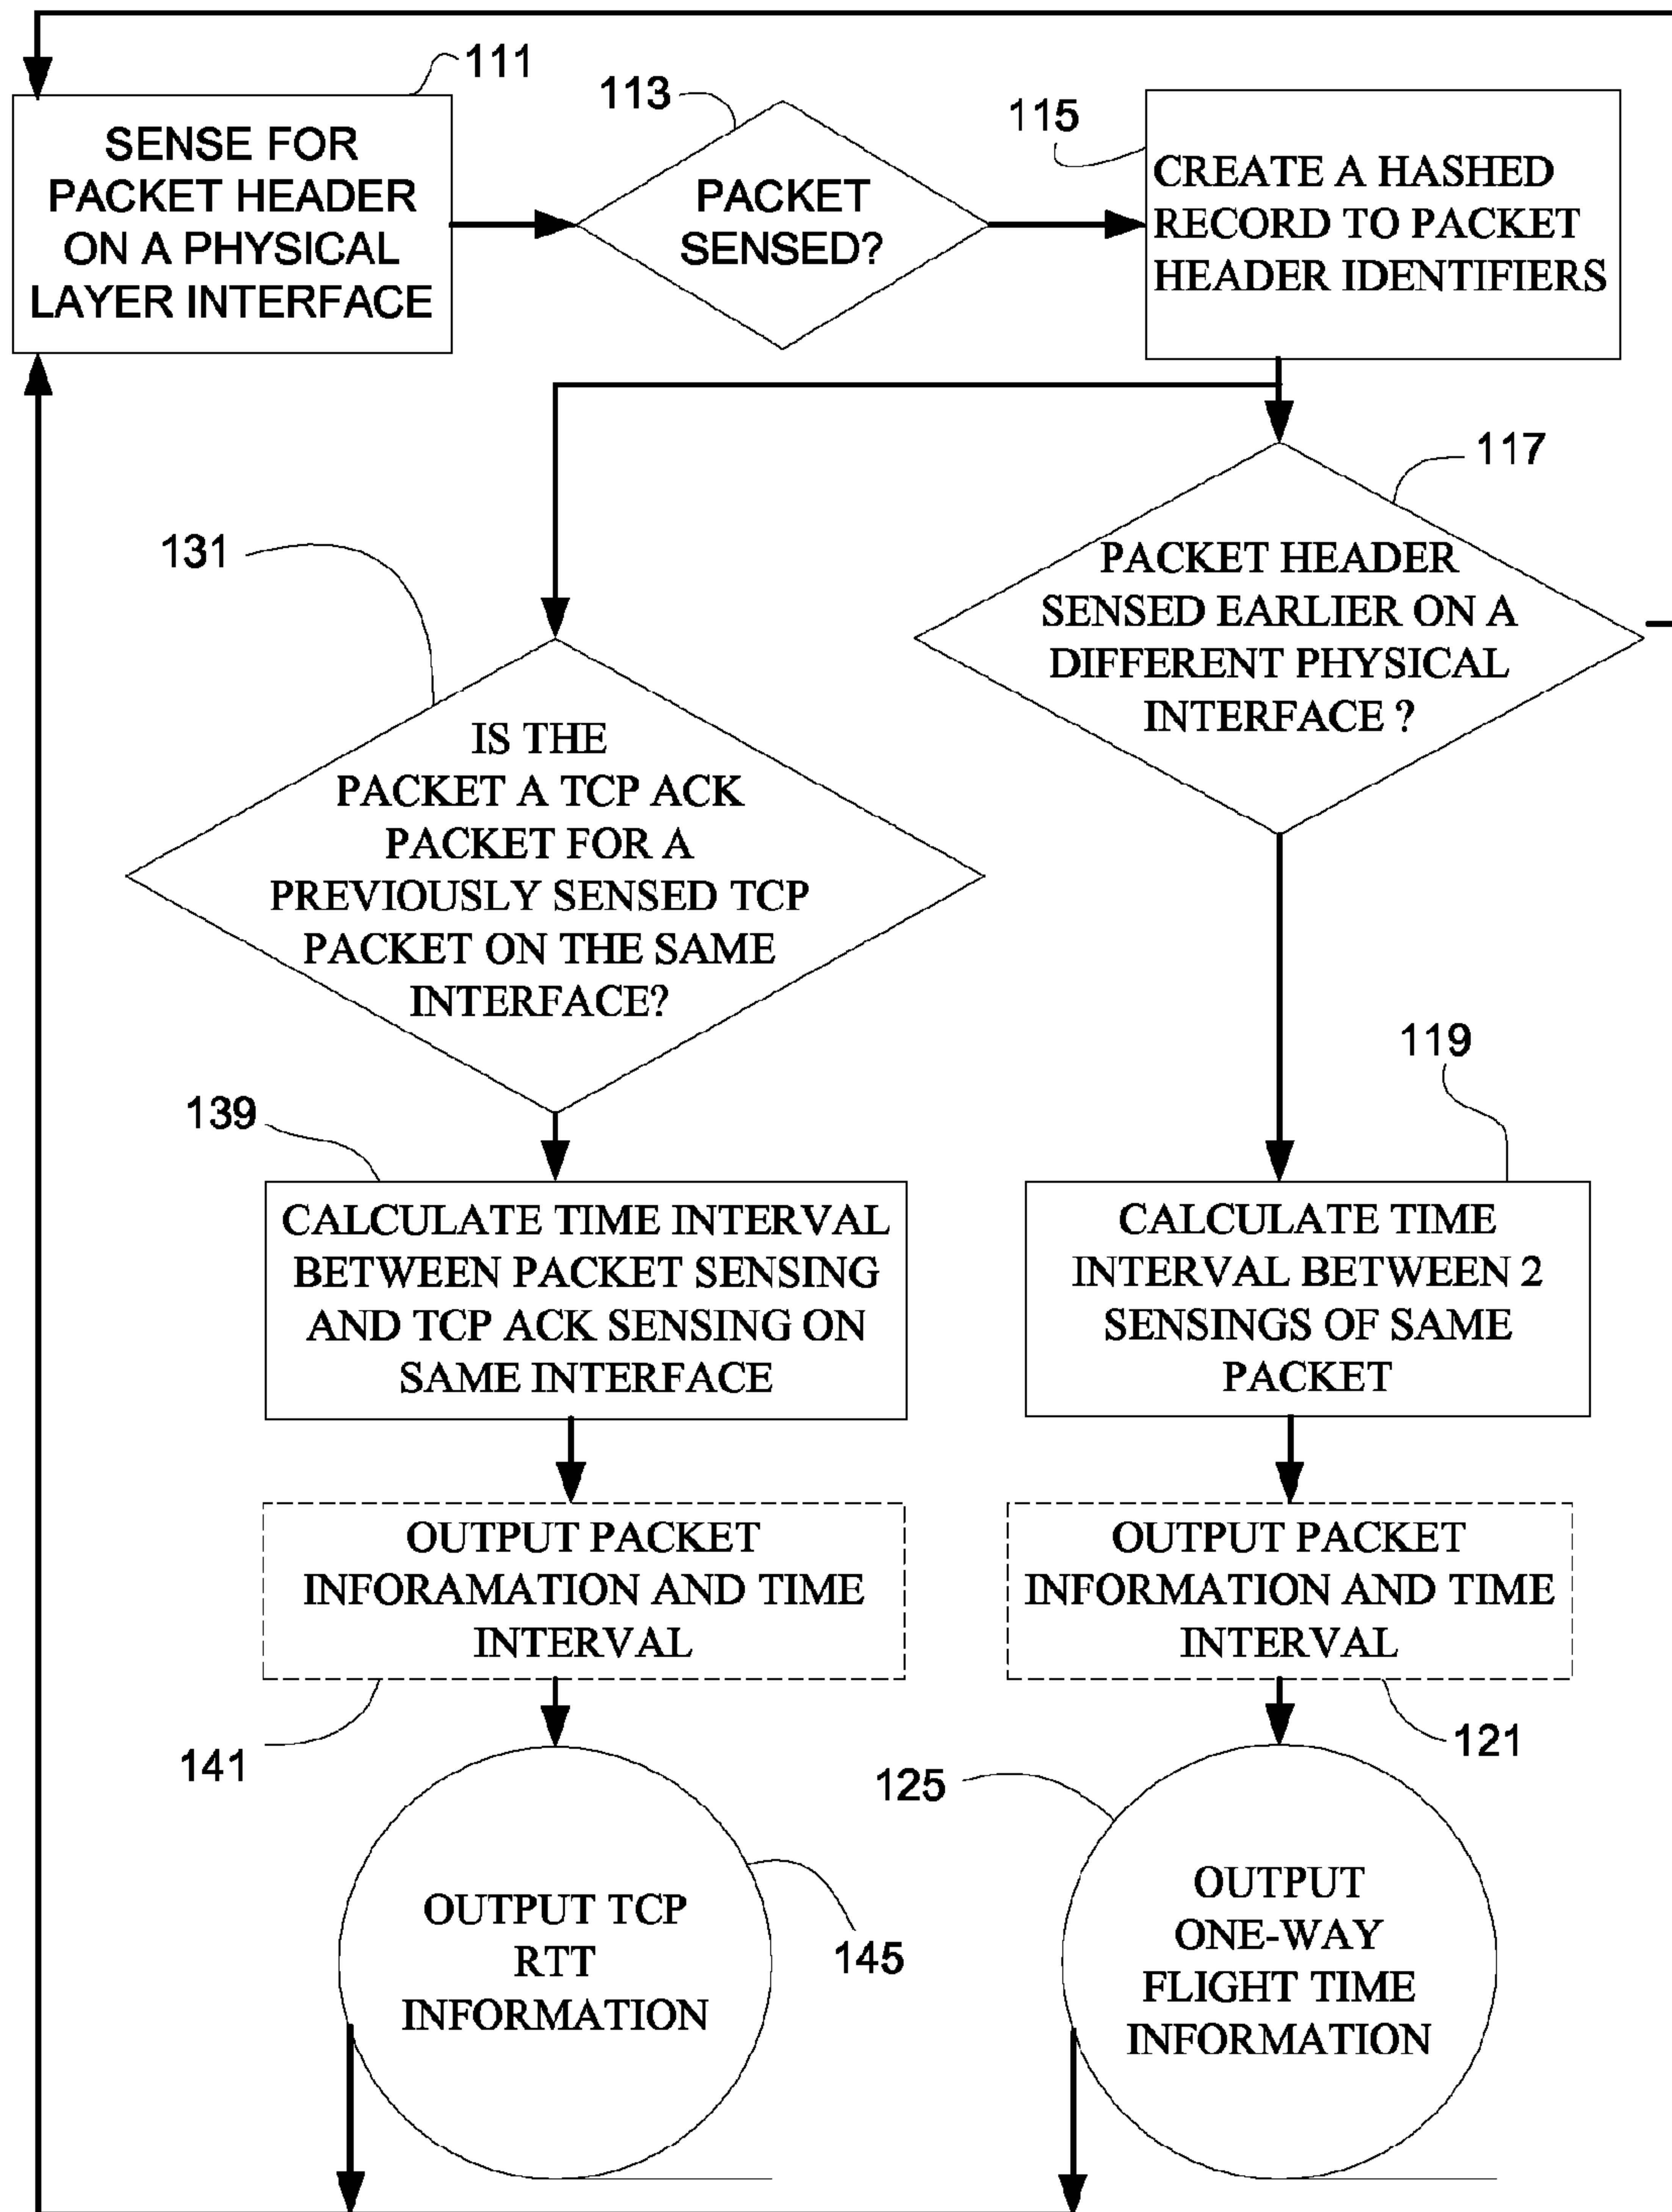 111
SENSE FOR
PACKET HEADER
ON A PHYSICAL
LAYER INTERFACE
113
PACKET
SENSED?
115
CREATE A HASHED
RECORD TO PACKET
HEADER IDENTIFIERS
117
PACKET HEADER
SENSED EARLIER ON A
DIFFERENT PHYSICAL
INTERFACE ?
131
IS THE
PACKET A TCP ACK
PACKET FOR A
PREVIOUSLY SENSED TCP
PACKET ON THE SAME
INTERFACE?
139
CALCULATE TIME INTERVAL
BETWEEN PACKET SENSING
AND TCP ACK SENSING ON
SAME INTERFACE
119
CALCULATE TIME
INTERVAL BETWEEN 2
SENSINGS OF SAME
PACKET
OUTPUT PACKET
INFORAMATION AND TIME
INTERVAL
141
OUTPUT PACKET
INFORMATION AND TIME
INTERVAL
121
OUTPUT TCP
RTT
INFORMATION
145
125
OUTPUT
ONE-WAY
FLIGHT TIME
INFORMATION